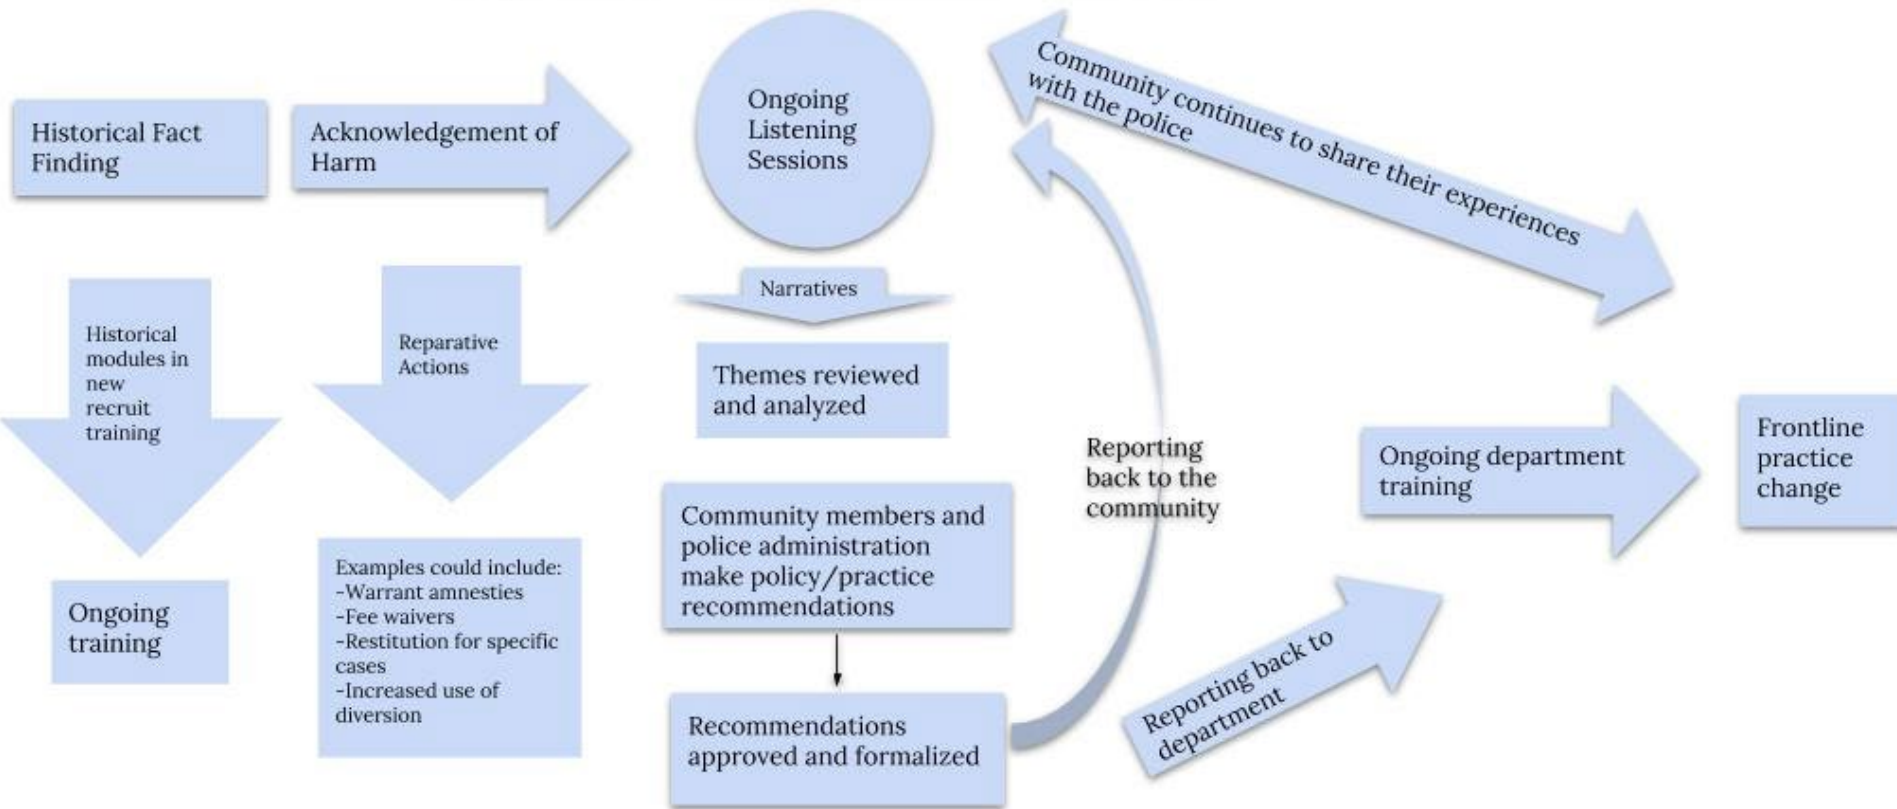 Historical Fact
Finding
Acknowledgement of
Harm
Ongoing
Listening
Sessions
Community continues to share their experiences
with the police
Historical
modules in
new
recruit
training
Reparative
Actions
Narratives
Themes reviewed
and analyzed
Reporting
back to the
community
Ongoing department
training
Frontline
practice
change
Ongoing
training
Examples could include:
-Warrant amnesties
-Fee waivers
-Restitution for specific
cases
-Increased use of
diversion
Community members and
police administration
make policy/practice
recommendations
Recommendations
approved and formalized
Reporting back to
department